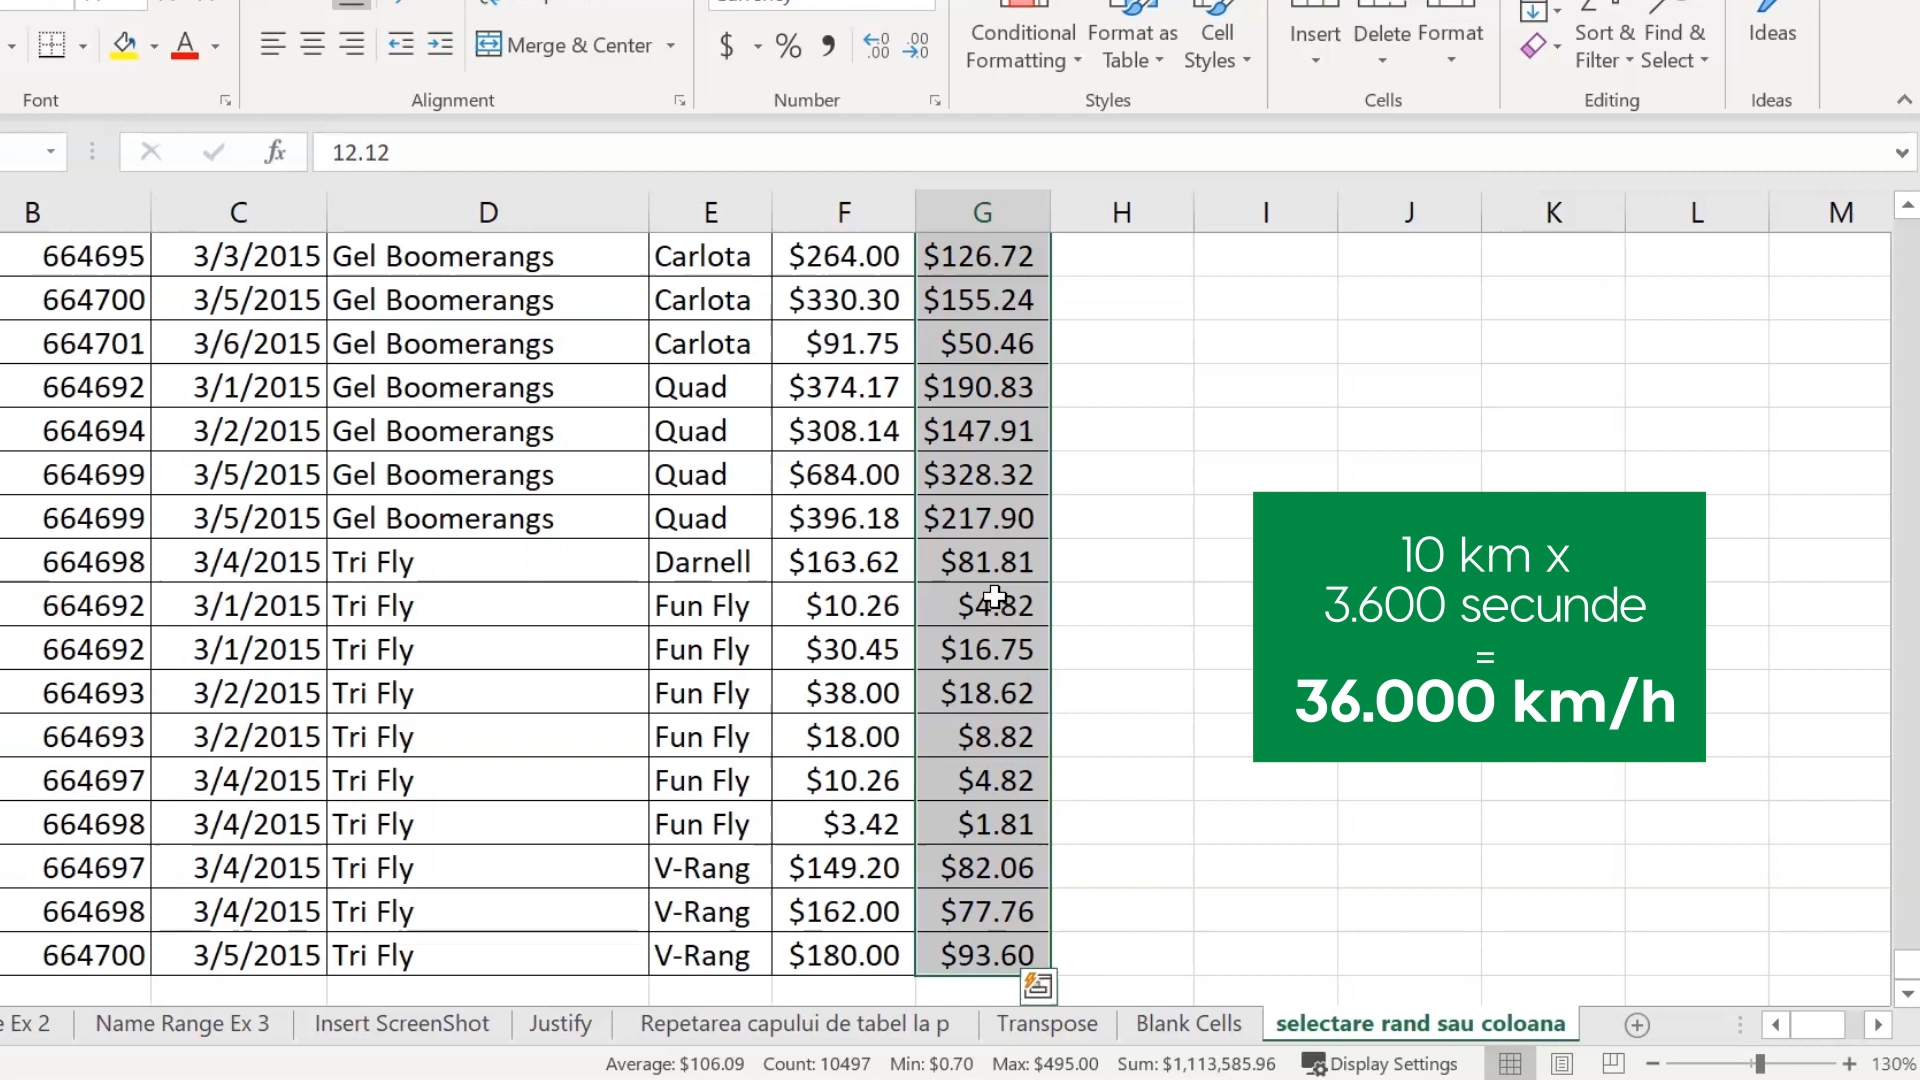 Merge & Center
$ % 9 .00 .00
Conditional Formatting
Format as Table
Cell Styles
Insert Delete Format
Sort & Filter
Find & Select
Ideas
Font Alignment Number Styles Cells Editing Ideas
fx 12.12
B C D E F G H I J K L M
664695 3/3/2015 Gel Boomerangs Carlota $264.00 $126.72
664700 3/5/2015 Gel Boomerangs Carlota $330.30 $155.24
664701 3/6/2015 Gel Boomerangs Carlota $91.75 $50.46
664692 3/1/2015 Gel Boomerangs Quad $374.17 $190.83
664694 3/2/2015 Gel Boomerangs Quad $308.14 $147.91
664699 3/5/2015 Gel Boomerangs Quad $684.00 $328.32
664699 3/5/2015 Gel Boomerangs Quad $396.18 $217.90
664698 3/4/2015 Tri Fly Darnell $163.62 $81.81
664692 3/1/2015 Tri Fly Fun Fly $10.26 $4.82
664692 3/1/2015 Tri Fly Fun Fly $30.45 $16.75
664693 3/2/2015 Tri Fly Fun Fly $38.00 $18.62
664693 3/2/2015 Tri Fly Fun Fly $18.00 $8.82
664697 3/4/2015 Tri Fly Fun Fly $10.26 $4.82
664698 3/4/2015 Tri Fly Fun Fly $3.42 $1.81
664697 3/4/2015 Tri Fly V-Rang $149.20 $82.06
664698 3/4/2015 Tri Fly V-Rang $162.00 $77.76
664700 3/5/2015 Tri Fly V-Rang $180.00 $93.60
10 km x
3.600 secunde
=
36.000 km/h
e Ex 2 Name Range Ex 3 Insert ScreenShot Justify Repetarea capului de tabel la p Transpose Blank Cells selectare rand sau coloana
Average: $106.09 Count: 10497 Min: $0.70 Max: $495.00 Sum: $1,113,585.96 Display Settings 130%